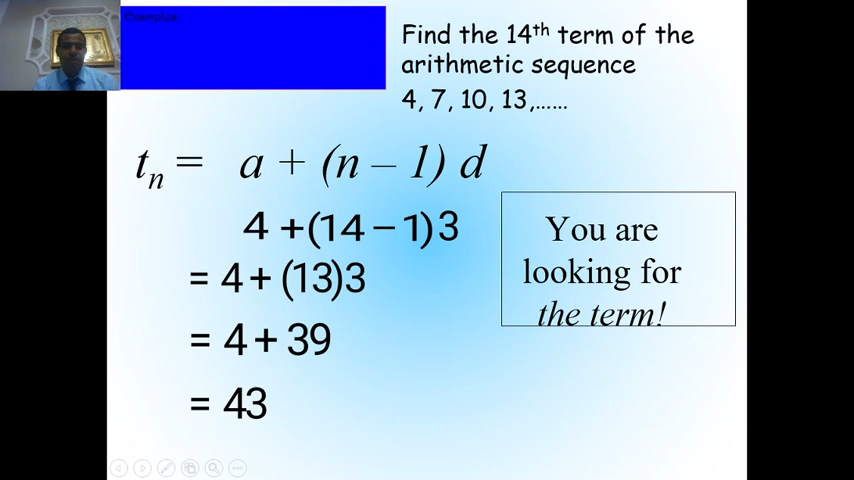 Example
Find the 14th term of the
arithmetic sequence
4, 7, 10, 13,......
tn = a + (n – 1) d
4 +(14 – 1)3
= 4 + (13)3
= 4 + 39
= 43
You are
looking for
the term!